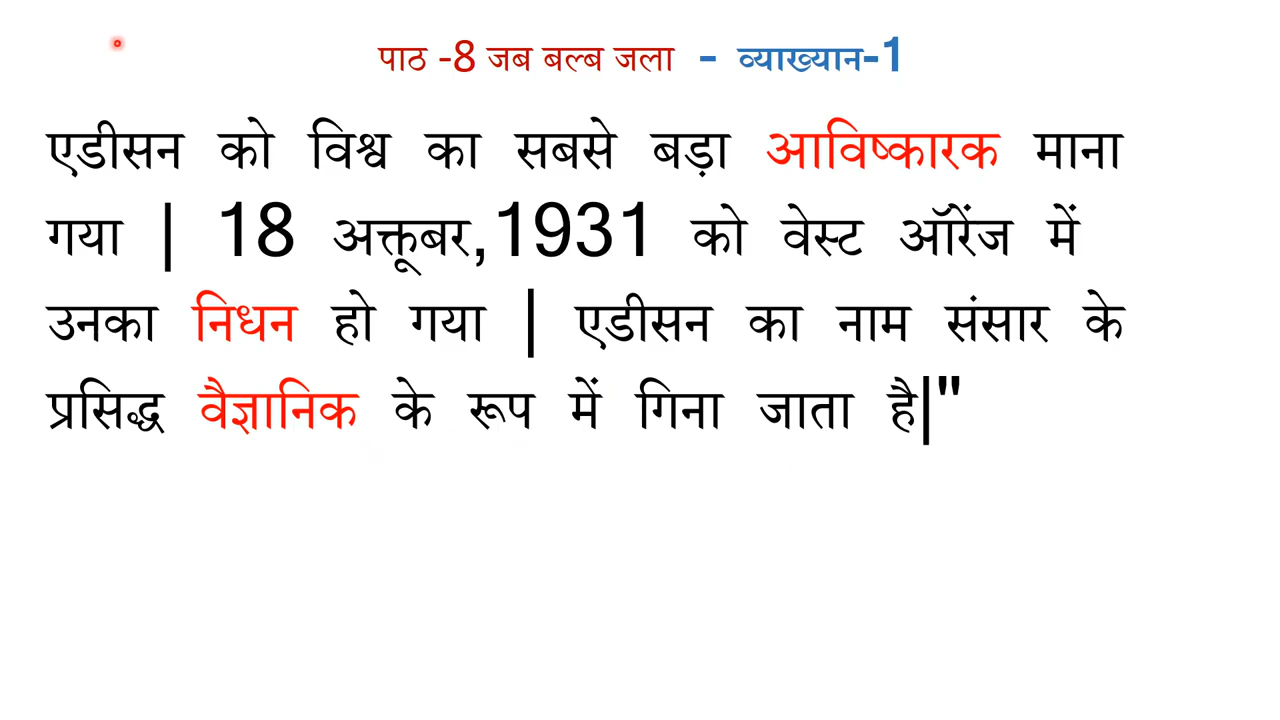 पाठ -8 जब बल्ब जला - व्याख्यान-1
एडीसन को विश्व का सबसे बड़ा आविष्कारक माना
गया | 18 अक्तूबर,1931 को वेस्ट ऑरेंज में
उनका निधन हो गया | एडीसन का नाम संसार के
प्रसिद्ध वैज्ञानिक के रूप में गिना जाता है|"